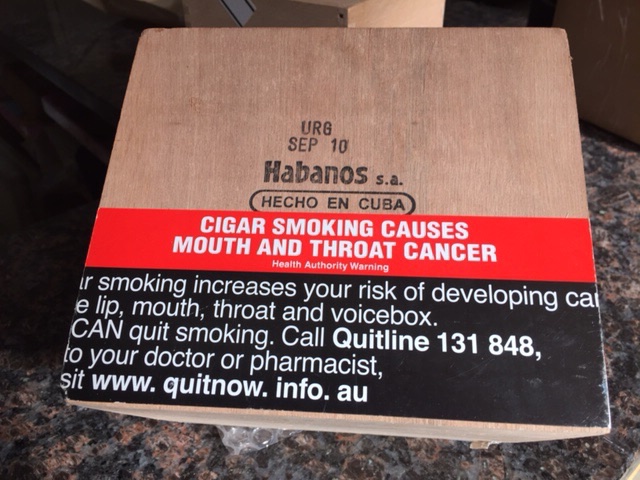 URG
SEP 10
Habanos s.a.
HECHO EN CUBA
CIGAR SMOKING CAUSES
MOUTH AND THROAT CANCER
Health Authority Warning
smoking increases your risk of developing
lip, mouth, throat and voicebox.
CAN quit smoking. Call Quitline 131 848,
to your doctor or pharmacist,
www. quitnow. info. au